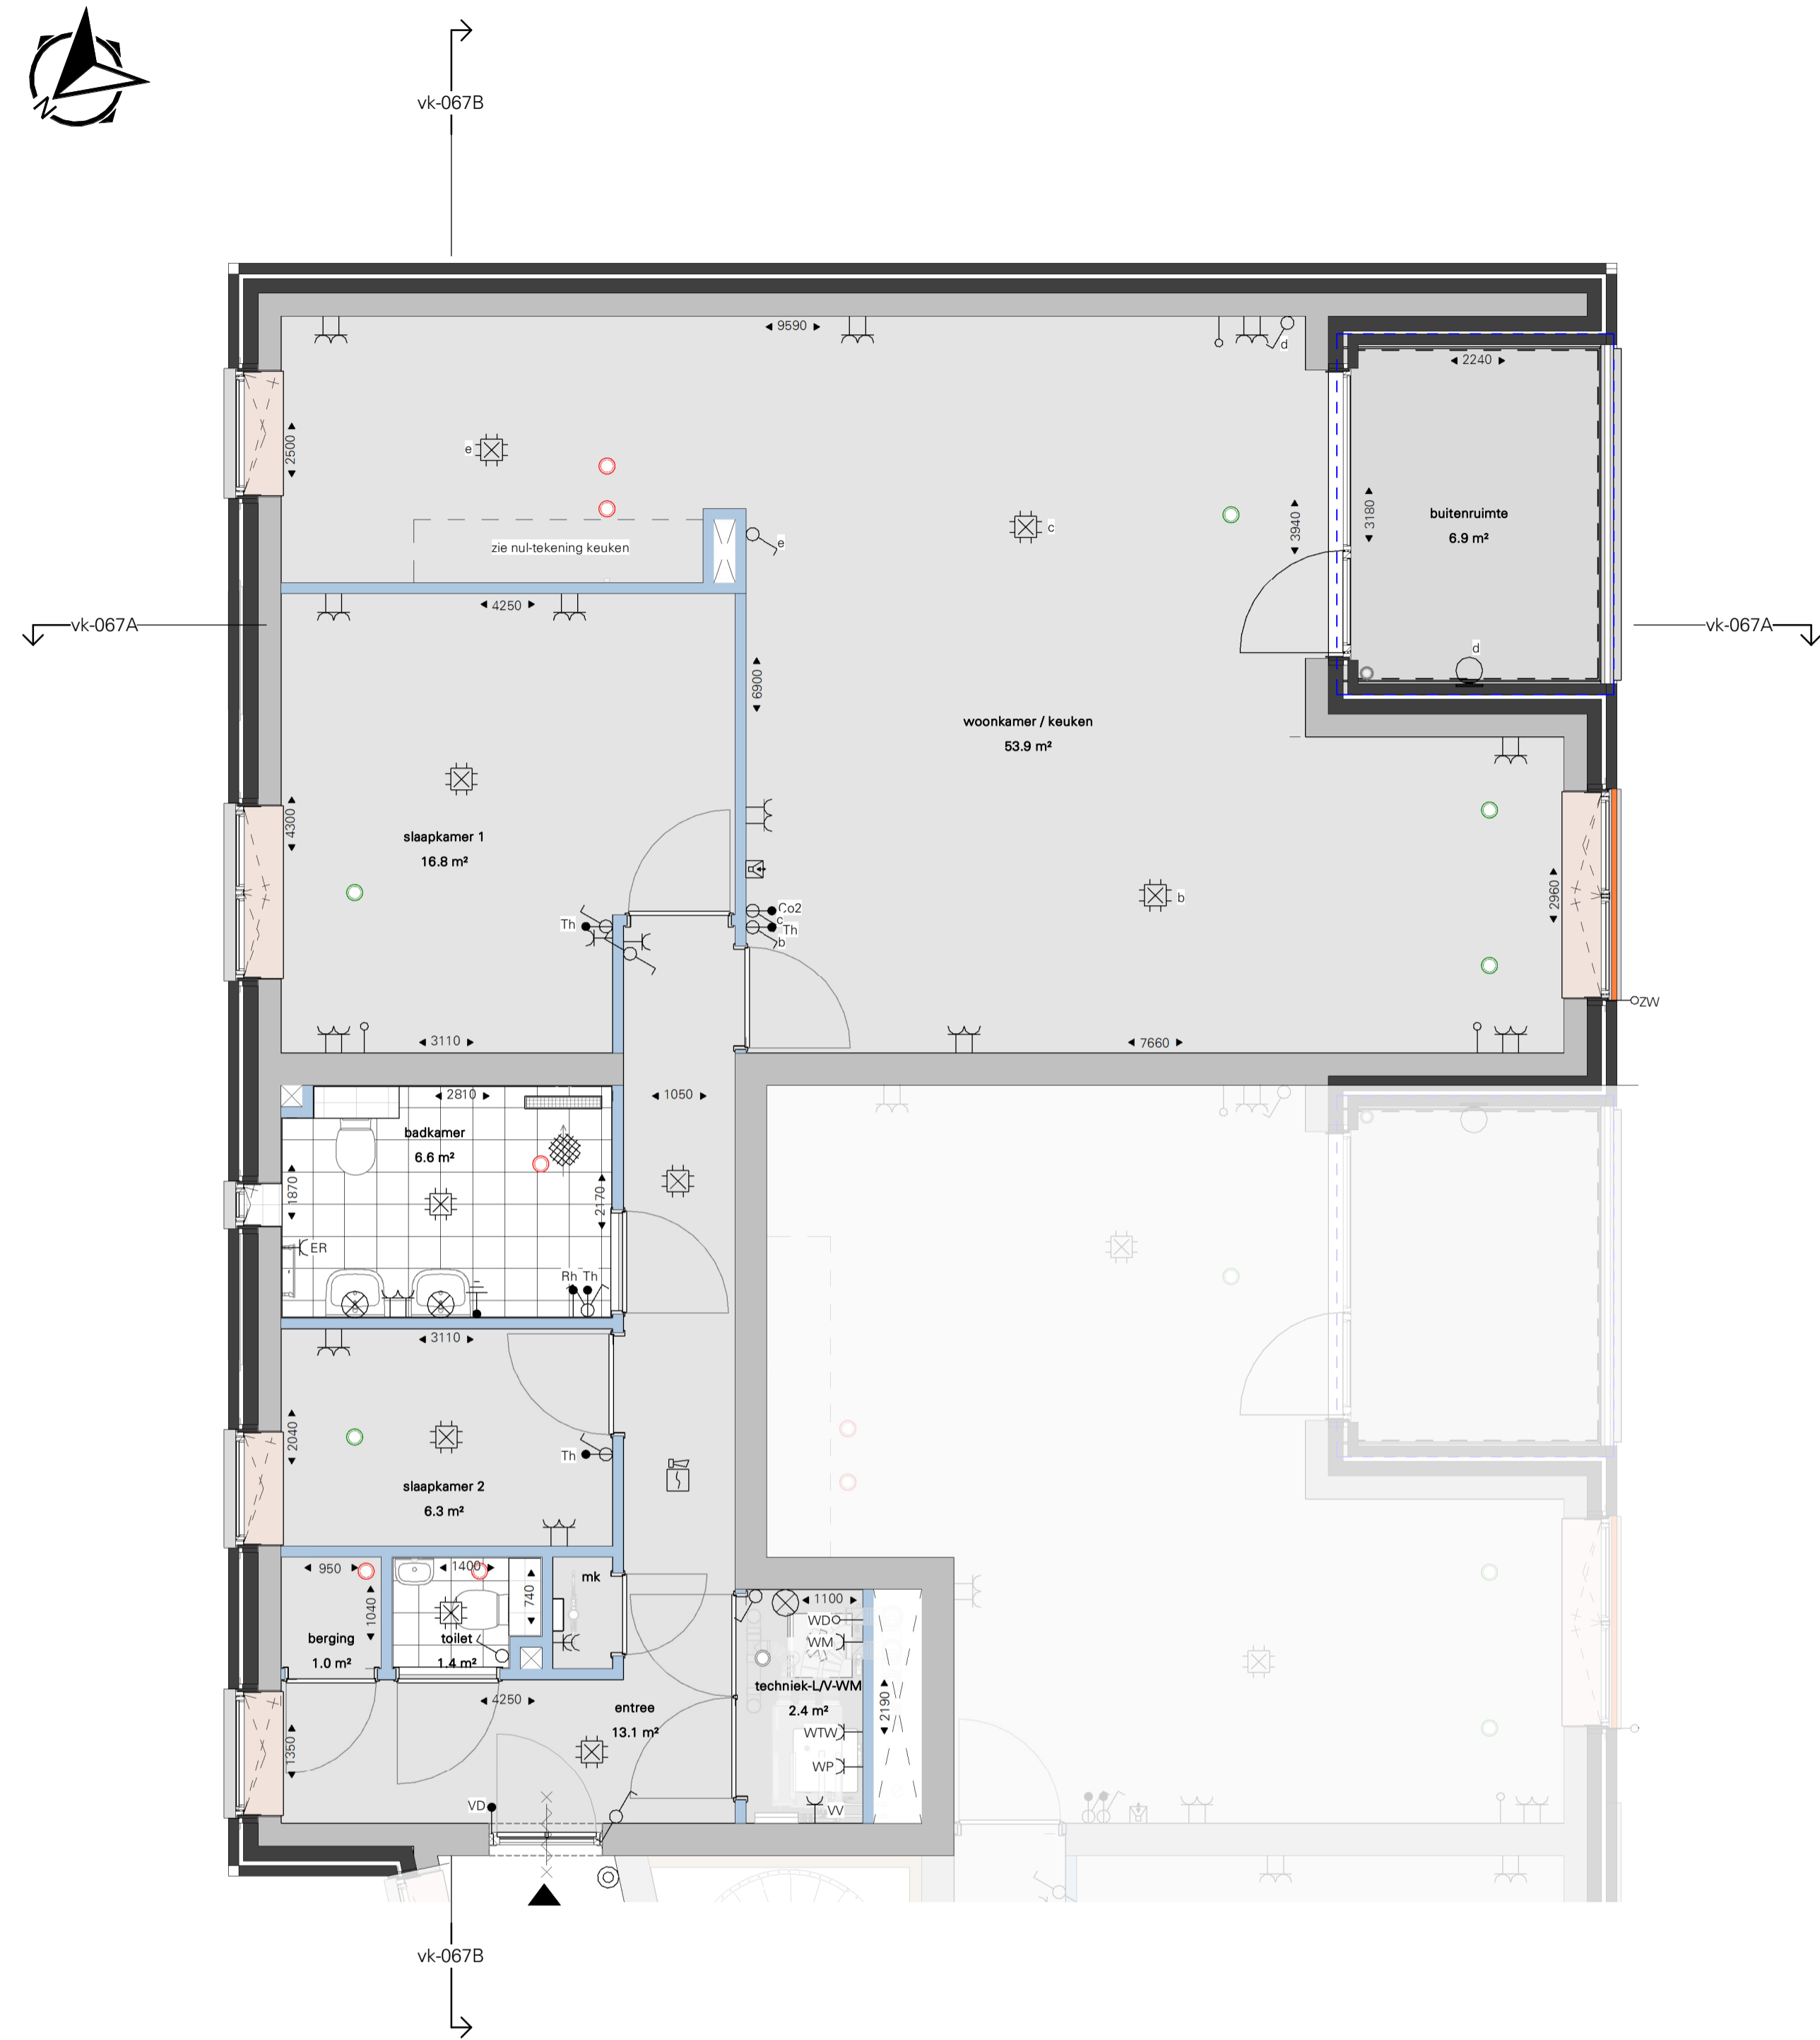 N
vk-067B
9590
d
2240
2500
e
zie nul-tekening keuken
e
c
3940
3180
buitenruimte
6.9 m²
vk-067A
4250
vk-067A
d
6900
woonkamer / keuken
53.9 m²
4300
slaapkamer 1
16.8 m²
b
2960
Th
Co2
c
Th
b
ZW
3110
7660
2810
1050
badkamer
6.6 m²
1870
2170
ER
Rh Th
3110
2040
Th
slaapkamer 2
6.3 m²
950
1400
mk
1040
740
1100
WD
WM
berging
1.0 m²
toilet
1.4 m²
techniek-L/V-WM
2.4 m²
2190
4250
entree
13.1 m²
WTW
1350
WP
VD
VV
vk-067B